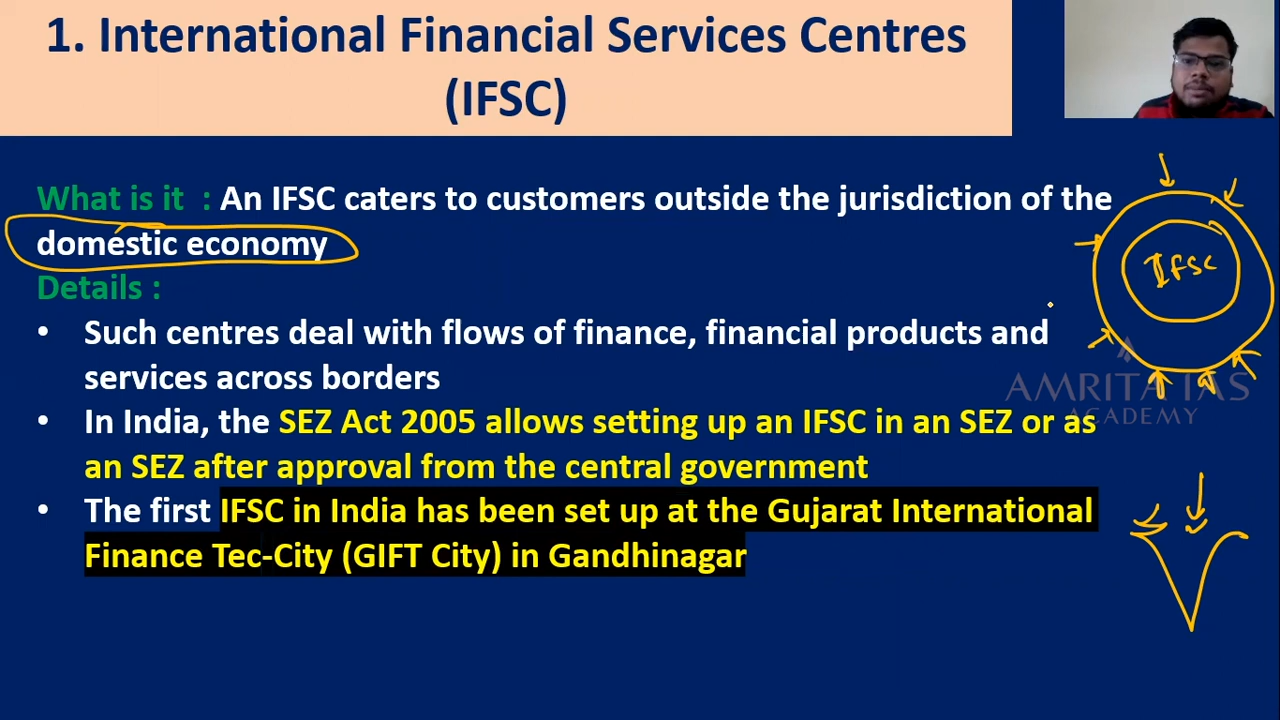 1. International Financial Services Centres
(IFSC)
What is it : An IFSC caters to customers outside the jurisdiction of the
domestic economy
IFSC
Details :
• Such centres deal with flows of finance, financial products and
services across borders
AMRITA IAS
ACADEMY
• In India, the SEZ Act 2005 allows setting up an IFSC in an SEZ or as
an SEZ after approval from the central government
• The first IFSC in India has been set up at the Gujarat International
Finance Tec-City (GIFT City) in Gandhinagar